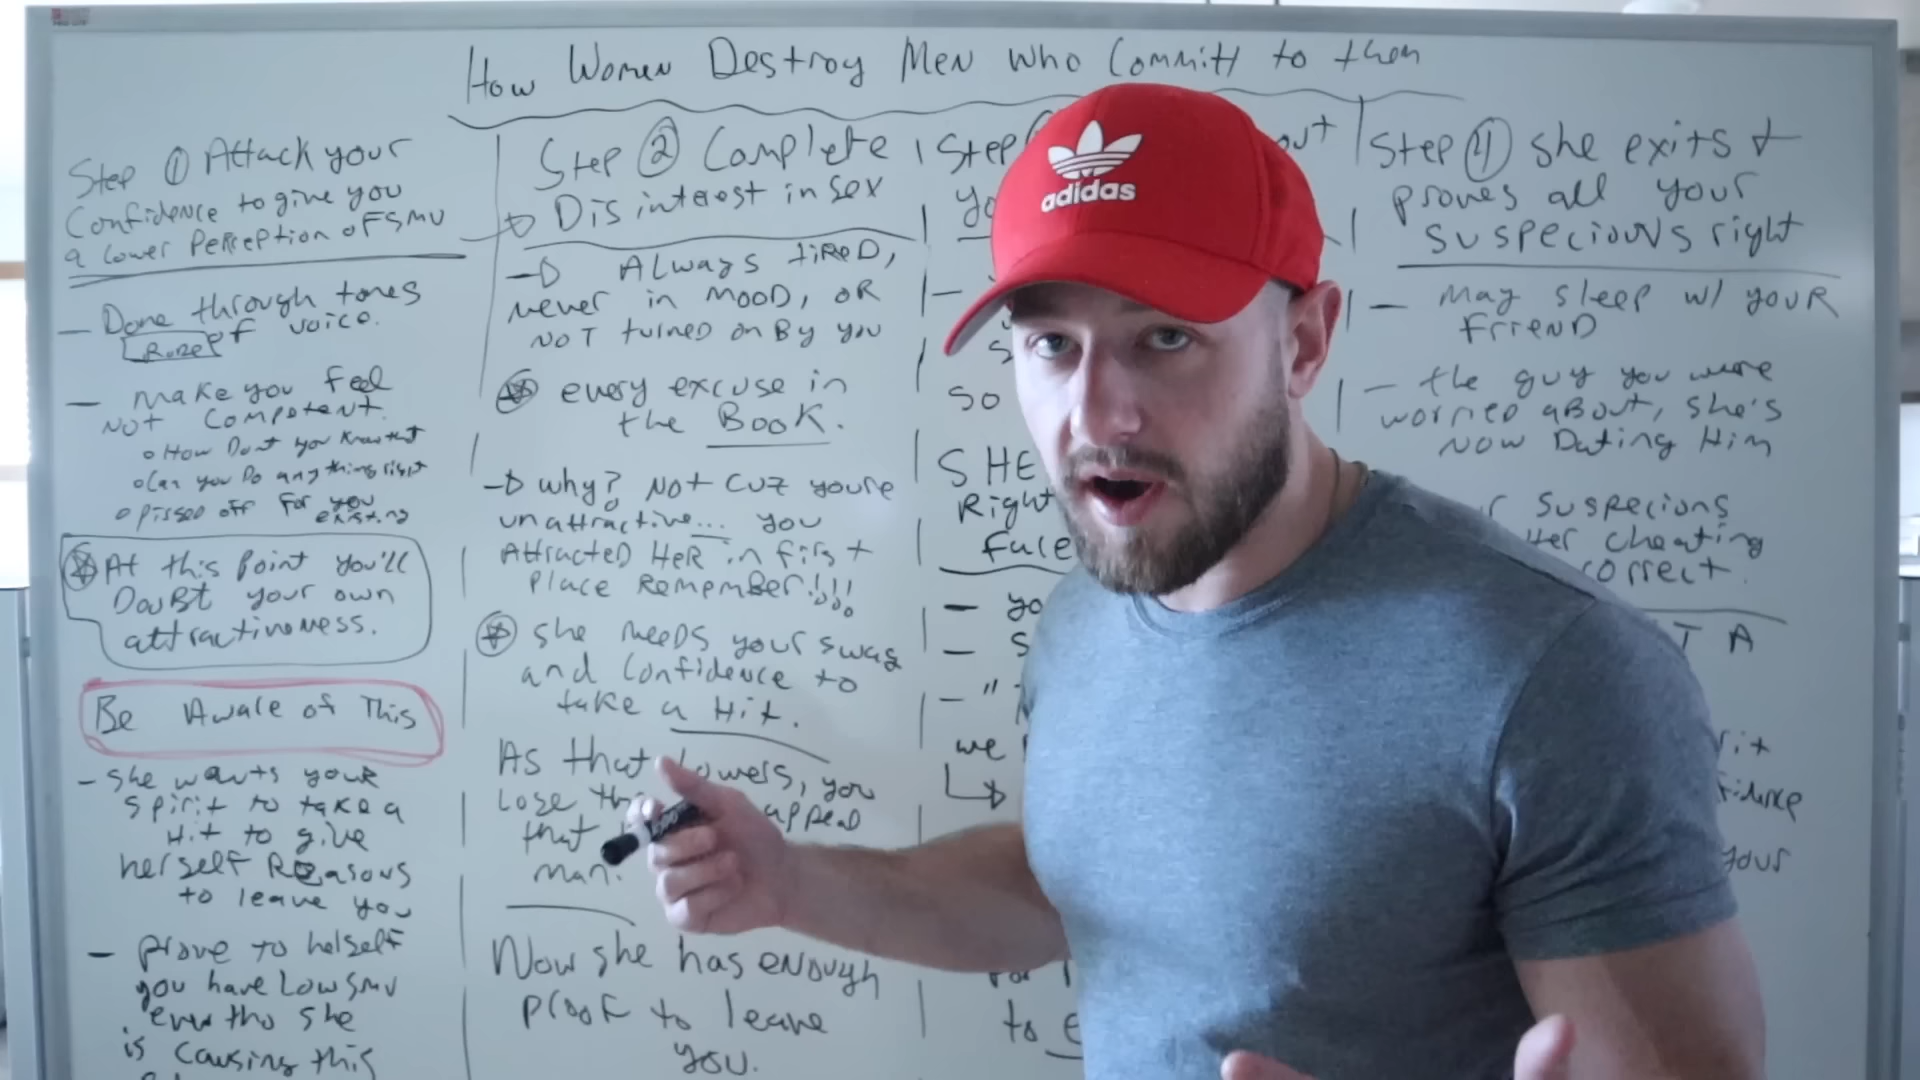 How Women Destroy Men who Committ to them
Step ① Attack your
Confidence to give you
a lower Perception of SMV
— Done through tones
of voice.
Rude
— make you feel
not competent.
How Dont you know that
Can you Do anything right
pissed off for you
existing
At this point you'll
Doubt your own
attractiveness.
Be Aware of This
- she wants your
spirit to take a
Hit to give
herself Reasons
to leave you
— prove to herself
you have Low SMV
even tho she
is causing this
Step ② Complete
Disinterest in sex
Always tired,
never in mood, or
not turned on By you
every excuse in
the Book.
why? Not cuz youre
unattractive... you
Attracted Her in first
place Remember!!!
she needs your swag
and confidence to
take a Hit.
As that Lowers, you
Lose appeal
that
man.
Now she has enough
proof to leave
you.
Step
so
SHE
Right
Face
we
to
Step ④ she exits +
proves all your
suspecious right
— may sleep w/ your
friend
— the guy you were
worried about, she's
now Dating Him
suspecions
cheating
correct.
T A
your
adidas